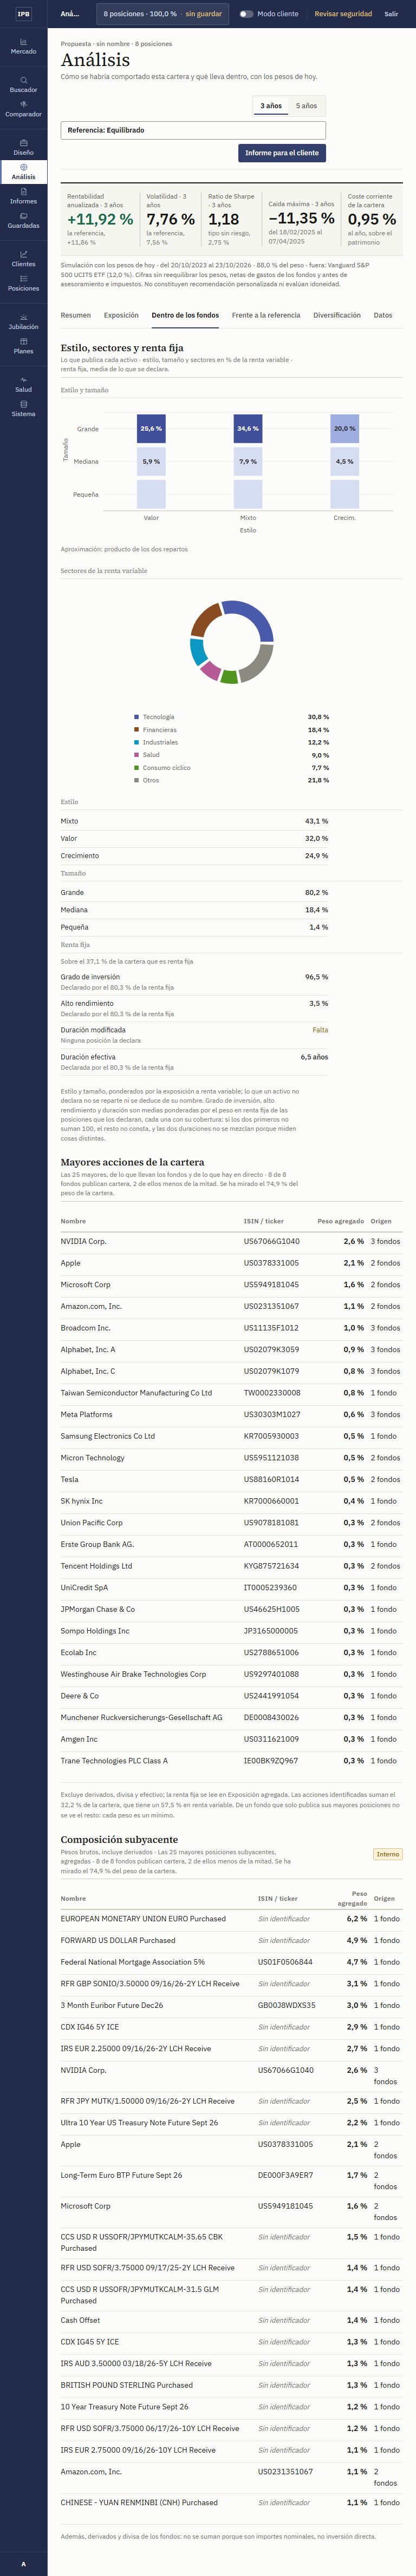 IPB
Mercado
Buscador
Comparador
Diseño
Análisis
Informes
Guardadas
Clientes
Posiciones
Jubilación
Planes
Salud
Sistema
A
Aná...
8 posiciones · 100,0 % · sin guardar
Modo cliente
Revisar seguridad
Salir
Propuesta · sin nombre · 8 posiciones
Análisis
Cómo se habría comportado esta cartera y qué lleva dentro, con los pesos de hoy.
3 años
5 años
Referencia: Equilibrado
Informe para el cliente
Rentabilidad
anualizada · 3 años
+11,92 %
la referencia,
+11,86 %
Volatilidad · 3
años
7,76 %
la referencia,
7,56 %
Ratio de Sharpe
· 3 años
1,18
tipo sin riesgo,
2,75 %
Caída máxima · 3 años
−11,35 %
del 18/02/2025 al
07/04/2025
Coste corriente
de la cartera
0,95 %
al año, sobre el
patrimonio
Simulación con los pesos de hoy · del 20/10/2023 al 23/10/2026 · 88,0 % del peso · fuera: Vanguard S&P
500 UCITS ETF (12,0 %). Cifras sin reequilibrar los pesos, netas de gastos de los fondos y antes de
asesoramiento e impuestos. No constituyen recomendación personalizada ni evalúan idoneidad.
Resumen
Exposición
Dentro de los fondos
Frente a la referencia
Diversificación
Datos
Estilo, sectores y renta fija
Lo que publica cada activo · estilo, tamaño y sectores en % de la renta variable ·
renta fija, media de lo que se declara.
Estilo y tamaño
Tamaño
Grande
25,6 %
34,6 %
20,0 %
Mediana
5,9 %
7,9 %
4,5 %
Pequeña
Valor
Mixto
Crecim.
Estilo
Aproximación: producto de los dos repartos
Sectores de la renta variable
Tecnología 30,8 %
Financieras 18,4 %
Industriales 12,2 %
Salud 9,0 %
Consumo cíclico 7,7 %
Otros 21,8 %
Estilo
Mixto 43,1 %
Valor 32,0 %
Crecimiento 24,9 %
Tamaño
Grande 80,2 %
Mediana 18,4 %
Pequeña 1,4 %
Renta fija
Sobre el 37,1 % de la cartera que es renta fija
Grado de inversión 96,5 %
Declarado por el 80,3 % de la renta fija
Alto rendimiento 3,5 %
Declarado por el 80,3 % de la renta fija
Duración modificada Falta
Ninguna posición la declara
Duración efectiva 6,5 años
Declarada por el 80,3 % de la renta fija
Estilo y tamaño, ponderados por la exposición a renta variable; lo que un activo no
declara no se reparte ni se deduce de su nombre. Grado de inversión, alto
rendimiento y duración son medias ponderadas por el peso en renta fija de las
posiciones que los declaran, cada una con su cobertura; si los dos primeros no
suman 100, el resto no consta, y las dos duraciones no se mezclan porque miden
cosas distintas.
Mayores acciones de la cartera
Las 25 mayores, de lo que llevan los fondos y de lo que hay en directo · 8 de 8
fondos publican cartera, 2 de ellos menos de la mitad. Se ha mirado el 74,9 % del
peso de la cartera.
Nombre ISIN / ticker Peso agregado Origen
NVIDIA Corp. US67066G1040 2,6 % 3 fondos
Apple US0378331005 2,1 % 2 fondos
Microsoft Corp US5949181045 1,6 % 2 fondos
Amazon.com, Inc. US0231351067 1,1 % 2 fondos
Broadcom Inc. US11135F1012 1,0 % 3 fondos
Alphabet, Inc. A US02079K3059 0,9 % 3 fondos
Alphabet, Inc. C US02079K1079 0,8 % 3 fondos
Taiwan Semiconductor Manufacturing Co Ltd TW0002330008 0,8 % 1 fondo
Meta Platforms US30303M1027 0,6 % 3 fondos
Samsung Electronics Co Ltd KR7005930003 0,5 % 1 fondo
Micron Technology US5951121038 0,5 % 2 fondos
Tesla US88160R1014 0,5 % 2 fondos
SK hynix Inc KR7000660001 0,4 % 1 fondo
Union Pacific Corp US9078181081 0,3 % 2 fondos
Erste Group Bank AG. AT0000652011 0,3 % 1 fondo
Tencent Holdings Ltd KYG875721634 0,3 % 2 fondos
UniCredit SpA IT0005239360 0,3 % 1 fondo
JPMorgan Chase & Co US46625H1005 0,3 % 1 fondo
Sompo Holdings Inc JP3165000005 0,3 % 1 fondo
Ecolab Inc US2788651006 0,3 % 1 fondo
Westinghouse Air Brake Technologies Corp US9297401088 0,3 % 1 fondo
Deere & Co US2441991054 0,3 % 1 fondo
Munchener Ruckversicherungs-Gesellschaft AG DE0008430026 0,3 % 1 fondo
Amgen Inc US0311621009 0,3 % 1 fondo
Trane Technologies PLC Class A IE00BK9ZQ967 0,3 % 1 fondo
Excluye derivados, divisa y efectivo; la renta fija se lee en Exposición agregada. Las acciones identificadas suman el
32,2 % de la cartera, que tiene un 57,5 % en renta variable. De un fondo que solo publica sus mayores posiciones no
se ve el resto: cada peso es un mínimo.
Composición subyacente
Pesos brutos, incluye derivados · Las 25 mayores posiciones subyacentes,
agregadas · 8 de 8 fondos publican cartera, 2 de ellos menos de la mitad. Se ha
mirado el 74,9 % del peso de la cartera.
Interno
Nombre ISIN / ticker Peso
agregado Origen
EUROPEAN MONETARY UNION EURO Purchased Sin identificador 6,2 % 1 fondo
FORWARD US DOLLAR Purchased Sin identificador 4,9 % 1 fondo
Federal National Mortgage Association 5% US01F0506844 4,7 % 1 fondo
RFR GBP SONIO/3.50000 09/16/26-2Y LCH Receive Sin identificador 3,1 % 1 fondo
3 Month Euribor Future Dec26 GB00J8WDXS35 3,0 % 1 fondo
CDX IG46 5Y ICE Sin identificador 2,9 % 1 fondo
IRS EUR 2.25000 09/16/26-2Y LCH Receive Sin identificador 2,7 % 1 fondo
NVIDIA Corp. US67066G1040 2,6 % 3
fondos
RFR JPY MUTK/1.50000 09/16/26-2Y LCH Receive Sin identificador 2,5 % 1 fondo
Ultra 10 Year US Treasury Note Future Sept 26 Sin identificador 2,2 % 1 fondo
Apple US0378331005 2,1 % 2
fondos
Long-Term Euro BTP Future Sept 26 DE000F3A9ER7 1,7 % 2
fondos
Microsoft Corp US5949181045 1,6 % 2
fondos
CCS USD R USSOFR/JPYMUTKCALM-35.65 CBK
Purchased Sin identificador 1,5 % 1 fondo
RFR USD SOFR/3.75000 09/17/25-2Y LCH Receive Sin identificador 1,4 % 1 fondo
CCS USD R USSOFR/JPYMUTKCALM-31.5 GLM
Purchased Sin identificador 1,4 % 1 fondo
Cash Offset Sin identificador 1,4 % 1 fondo
CDX IG45 5Y ICE Sin identificador 1,3 % 1 fondo
IRS AUD 3.50000 03/18/26-5Y LCH Receive Sin identificador 1,3 % 1 fondo
BRITISH POUND STERLING Purchased Sin identificador 1,3 % 1 fondo
10 Year Treasury Note Future Sept 26 Sin identificador 1,2 % 1 fondo
RFR USD SOFR/3.75000 06/17/26-10Y LCH Receive Sin identificador 1,2 % 1 fondo
IRS EUR 2.75000 09/16/26-10Y LCH Receive Sin identificador 1,1 % 1 fondo
Amazon.com, Inc. US0231351067 1,1 % 2
fondos
CHINESE - YUAN RENMINBI (CNH) Purchased Sin identificador 1,1 % 1 fondo
Además, derivados y divisa de los fondos: no se suman porque son importes nominales, no inversión directa.